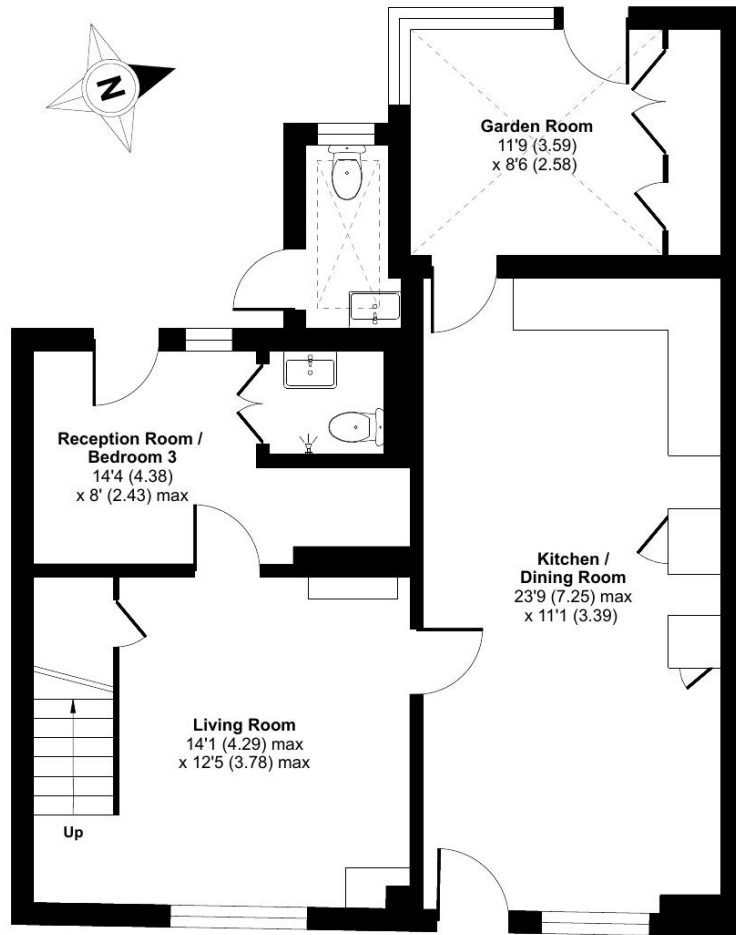 N
Garden Room
11'9 (3.59)
x 8'6 (2.58)
Reception Room /
Bedroom 3
14'4 (4.38)
x 8' (2.43) max
Kitchen /
Dining Room
23'9 (7.25) max
x 11'1 (3.39)
Living Room
14'1 (4.29) max
x 12'5 (3.78) max
Up